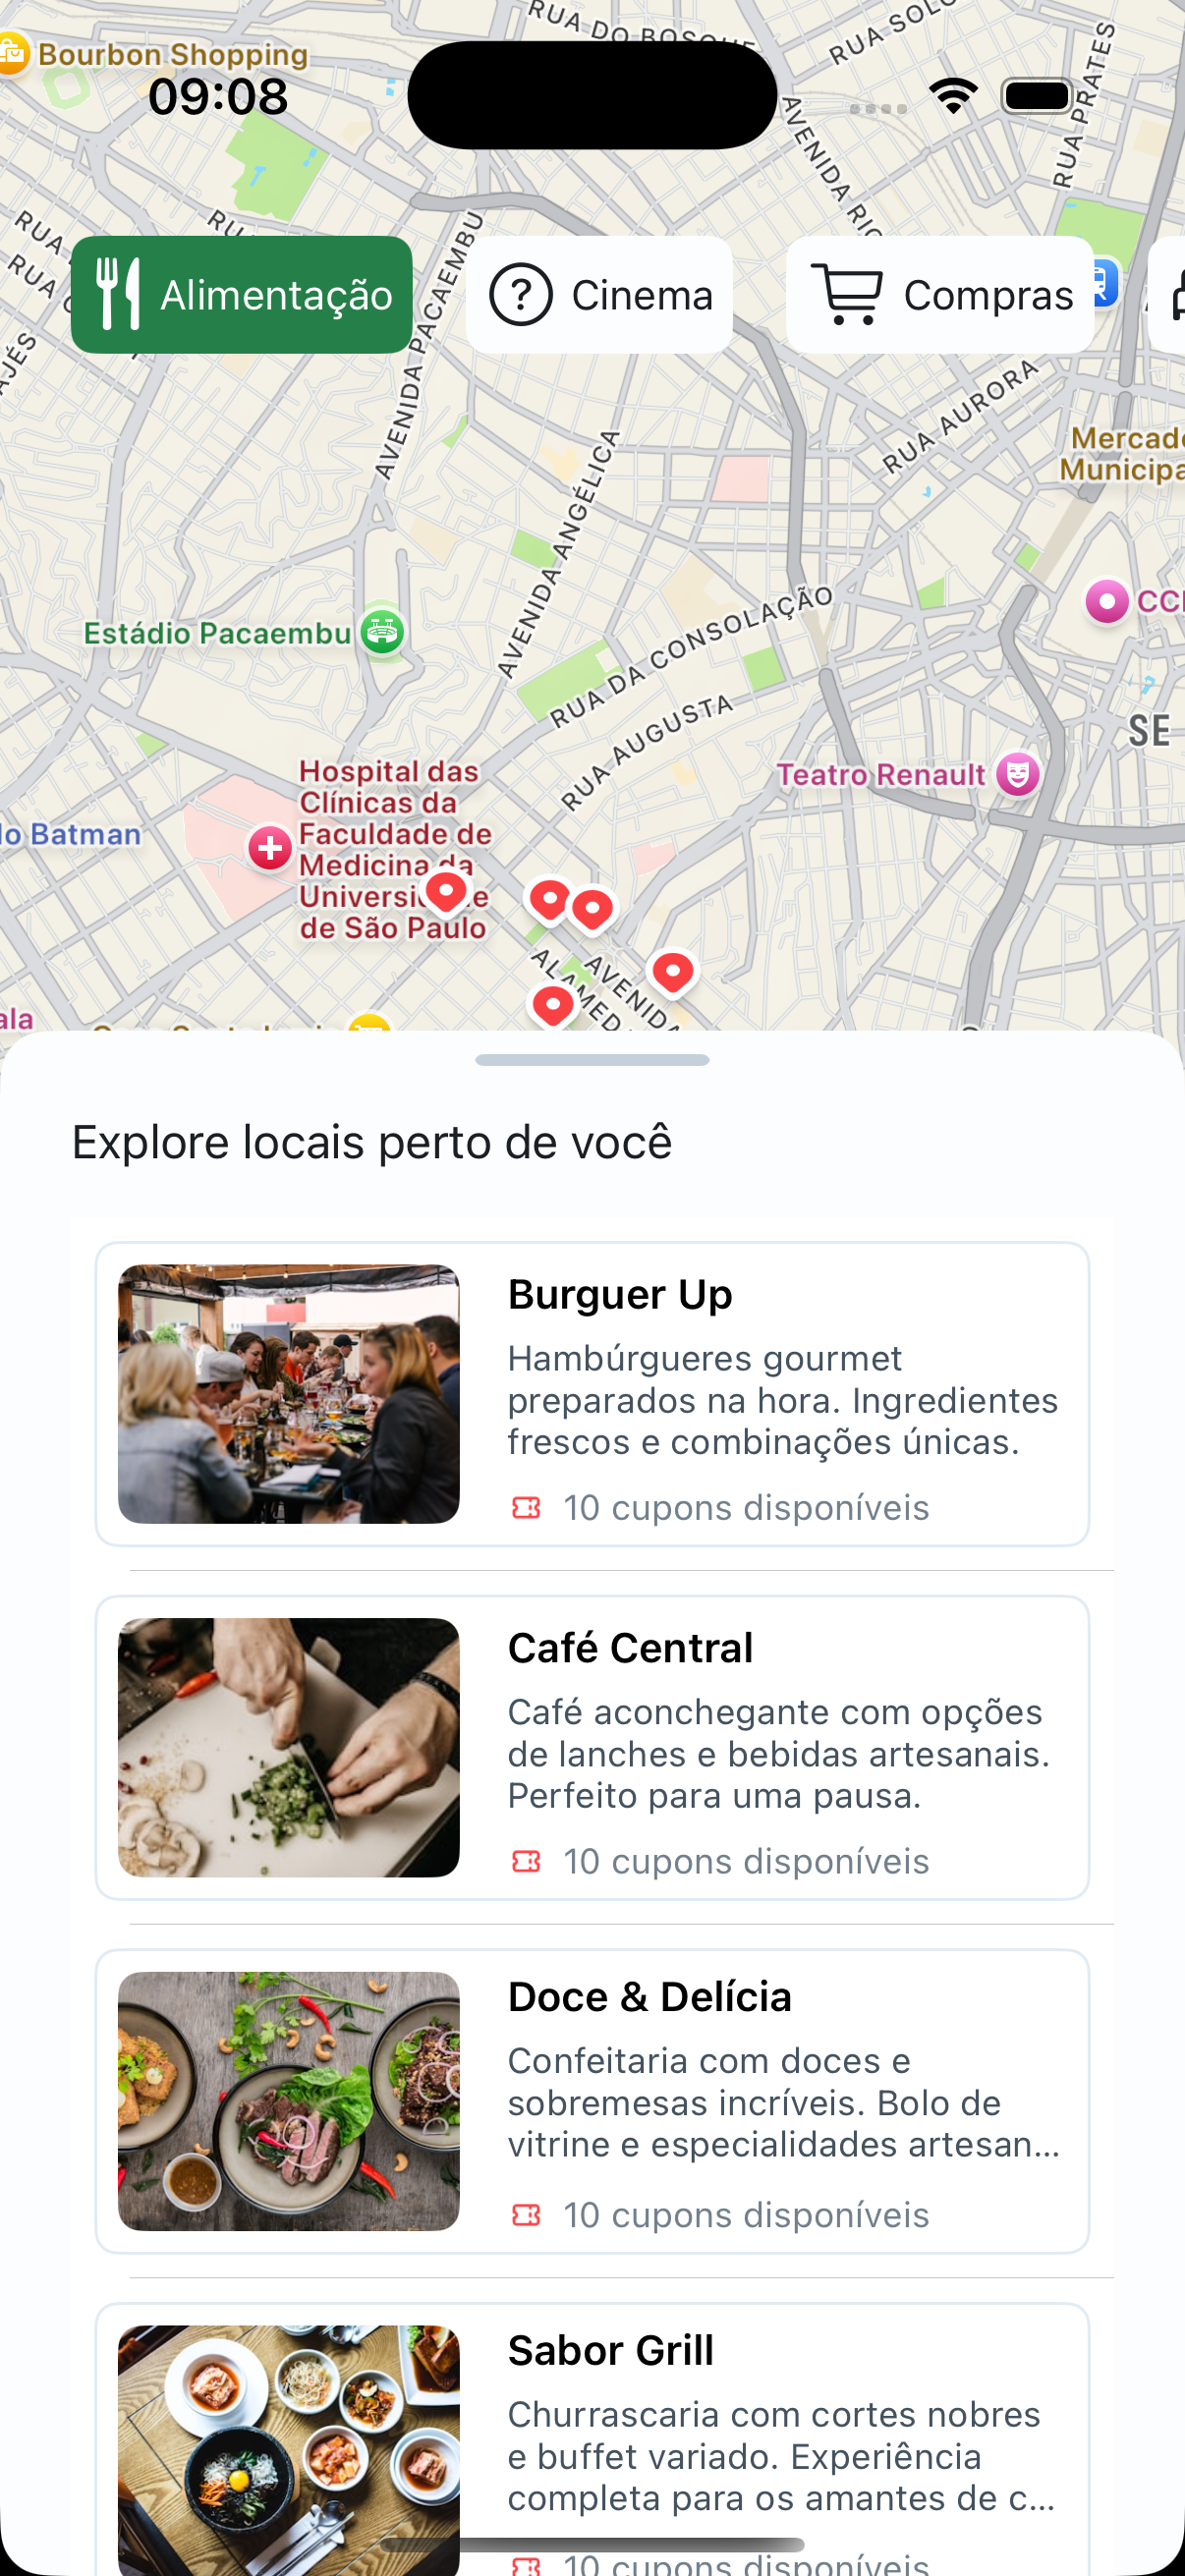 RUA DO BOSQUE
RUA SOLO
Bourbon Shopping
09:08
RUA PRATES
AVENIDA RIO
RUA
RU
RUA
AVENIDA PACAEMBU
Alimentação
Cinema
Compras
RUA AURORA
Mercado
Municipa
AVENIDA ANGÉLICA
CCB
RUA DA CONSOLAÇÃO
Estádio Pacaembu
RUA AUGUSTA
SE
Teatro Renault
Hospital das
Clínicas da
Faculdade de
Medicina da
Universidade
de São Paulo
lo Batman
AVENIDA
ALAMED
ala
Explore locais perto de você
Burguer Up
Hambúrgueres gourmet
preparados na hora. Ingredientes
frescos e combinações únicas.
10 cupons disponíveis
Café Central
Café aconchegante com opções
de lanches e bebidas artesanais.
Perfeito para uma pausa.
10 cupons disponíveis
Doce & Delícia
Confeitaria com doces e
sobremesas incríveis. Bolo de
vitrine e especialidades artesan...
10 cupons disponíveis
Sabor Grill
Churrascaria com cortes nobres
e buffet variado. Experiência
completa para os amantes de c...
10 cupons disponíveis